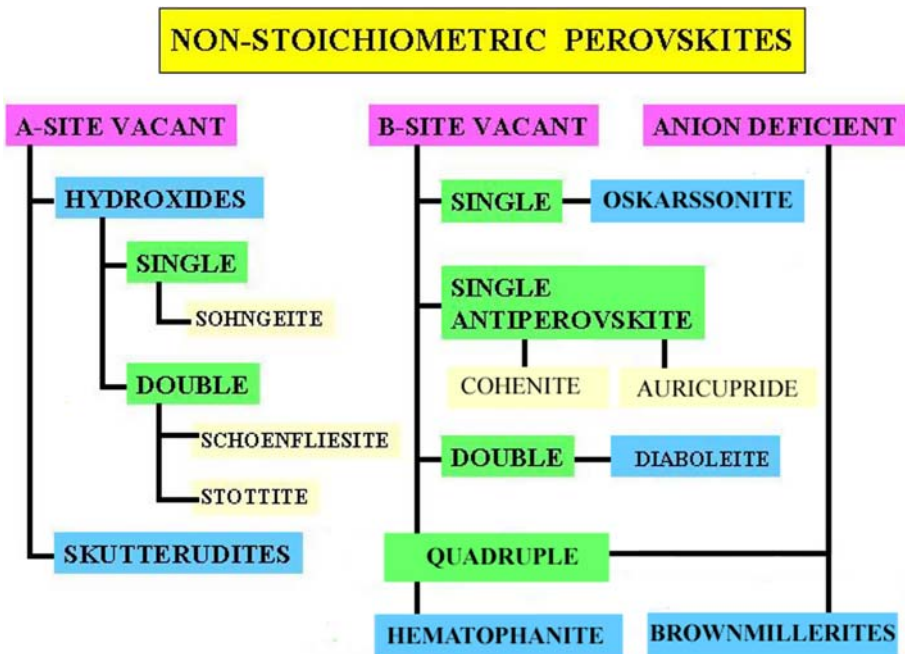 NON-STOICHIOMETRIC PEROVSKITES
A-SITE VACANT
HYDROXIDES
SINGLE
SOHNGEITE
DOUBLE
SCHOENFLIESITE
STOTTITE
SKUTTERUDITES
B-SITE VACANT
SINGLE
OSKARSSONITE
SINGLE
ANTIPEROVSKITE
COHENITE
AURICUPRIDE
DOUBLE
DIABOLEITE
QUADRUPLE
HEMATOPHANITE
ANION DEFICIENT
BROWNMILLERITES